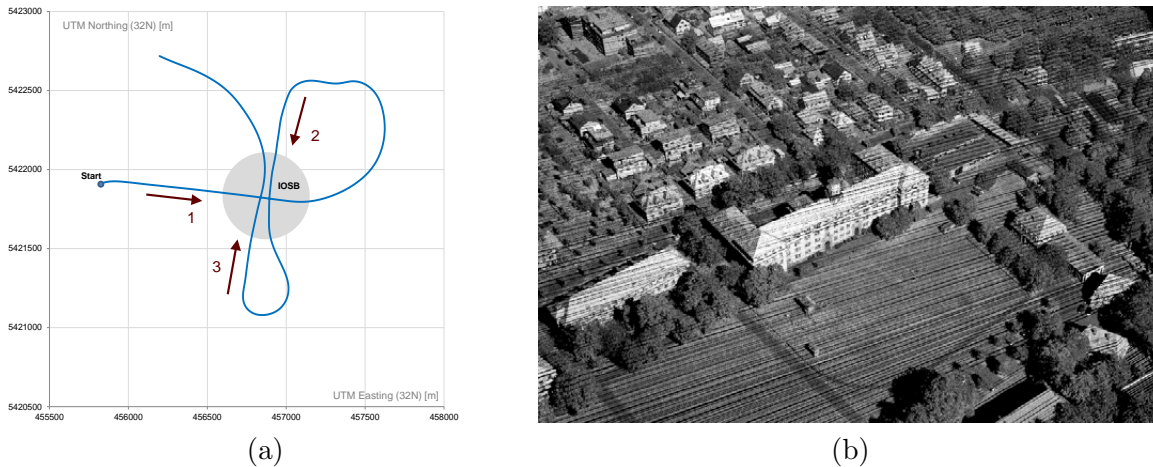 5423000
UTM Northing (32N) [m]
5422500
2
5422000
Start
IOSB
1
5421500
3
5421000
UTM Easting (32N) [m]
5420500
455500 456000 456500 457000 457500 458000
(a) (b)